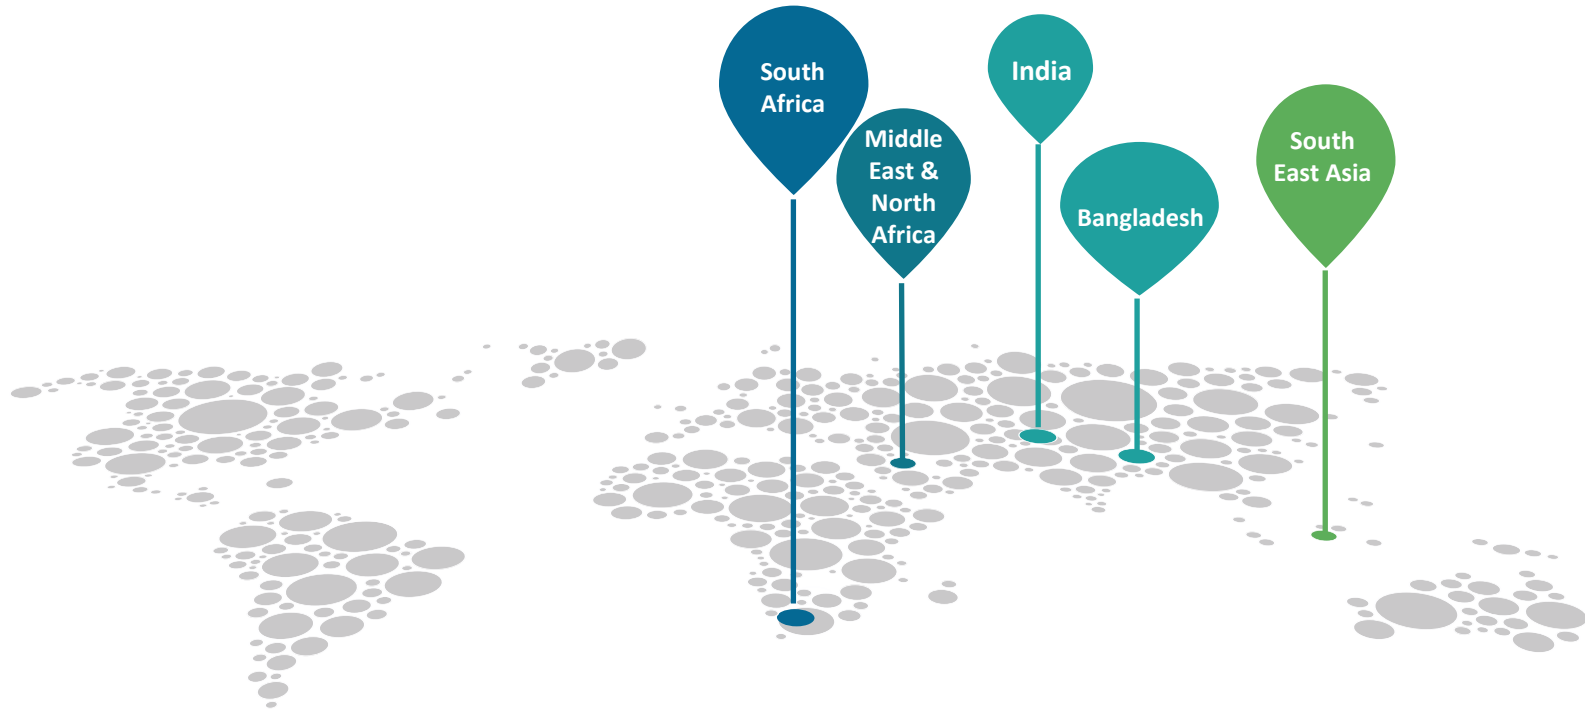 South
Africa
Middle
East &
North
Africa
India
Bangladesh
South
East Asia